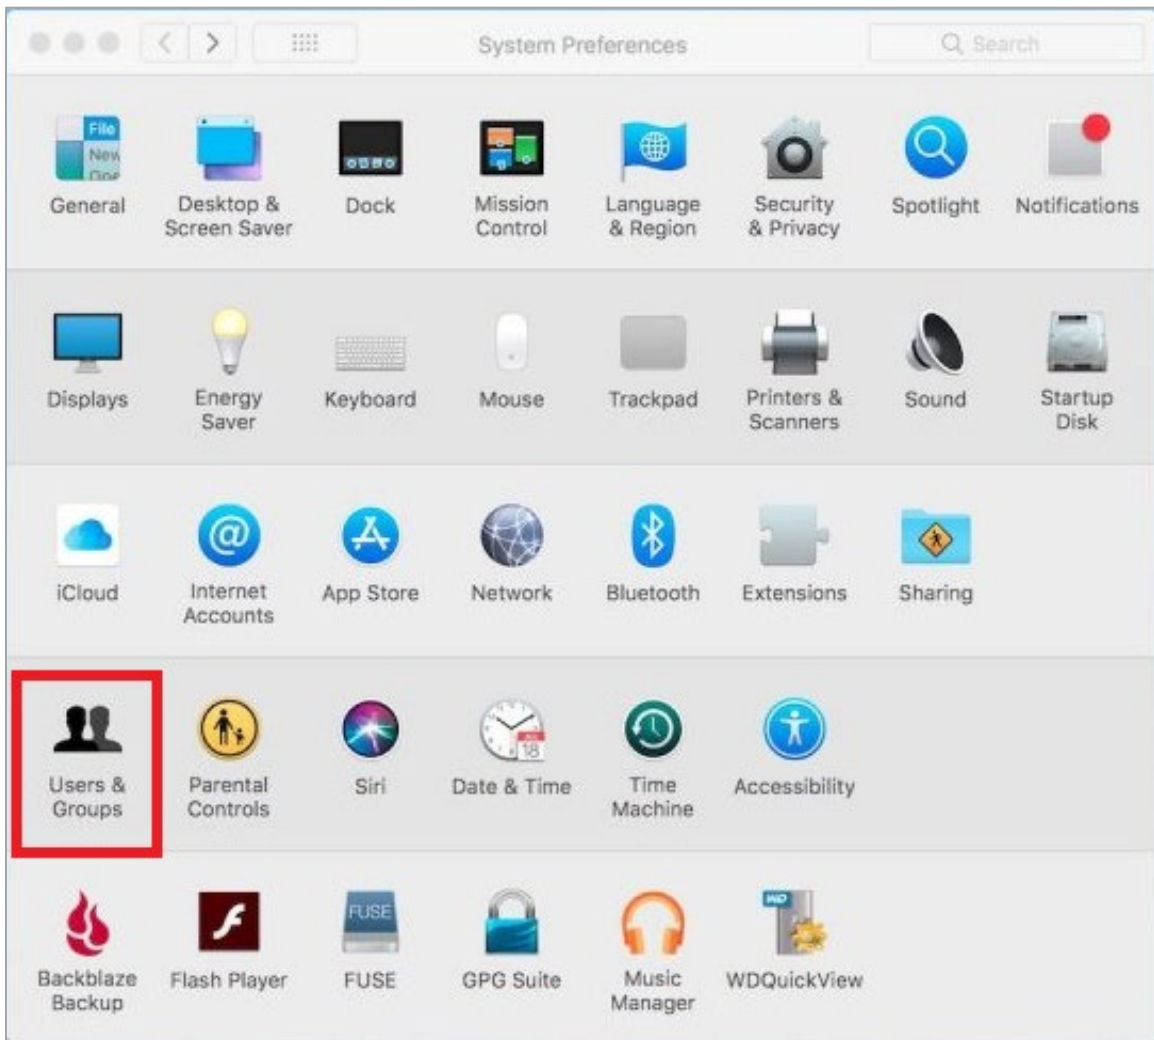 System Preferences
Search
File
New
Ope
General
Desktop &
Screen Saver
Dock
Mission
Control
Language
& Region
Security
& Privacy
Spotlight
Notifications
Displays
Energy
Saver
Keyboard
Mouse
Trackpad
Printers &
Scanners
Sound
Startup
Disk
@
iCloud
Internet
Accounts
App Store
Network
Bluetooth
Extensions
Sharing
JUL
18
Users &
Groups
Parental
Controls
Siri
Date & Time
Time
Machine
Accessibility
FUSE
WD
Backblaze
Backup
Flash Player
FUSE
GPG Suite
Music
Manager
WDQuickView